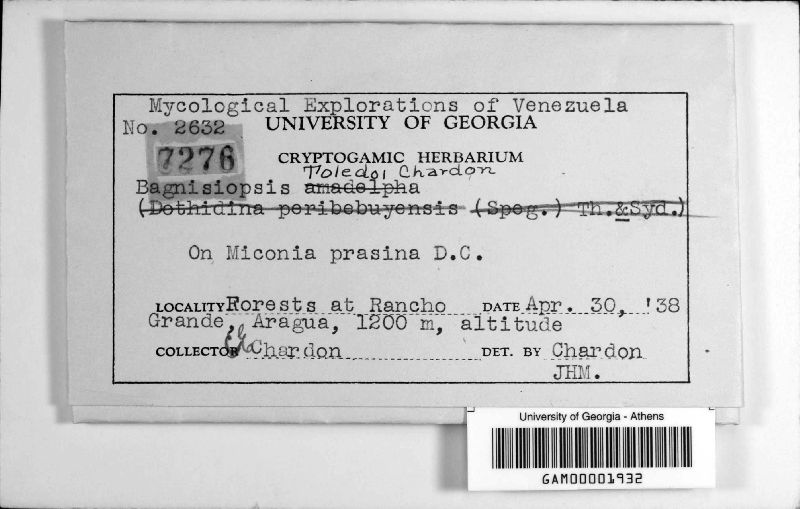 Mycological Explorations of Venezuela
No. 2632 UNIVERSITY OF GEORGIA
7276
CRYPTOGAMIC HERBARIUM
Toledoi Chardon
Bagnisiopsis amadelpha
(Dothidina peribebuyensis (Speg.) Th.&Syd.)
On Miconia prasina D.C.
LOCALITY Forests at Rancho DATE Apr. 30, '38
Grande, Aragua, 1200 m, altitude
COLLECTOR Chardon DET. BY Chardon
JHM.
University of Georgia - Athens
GAM00001932